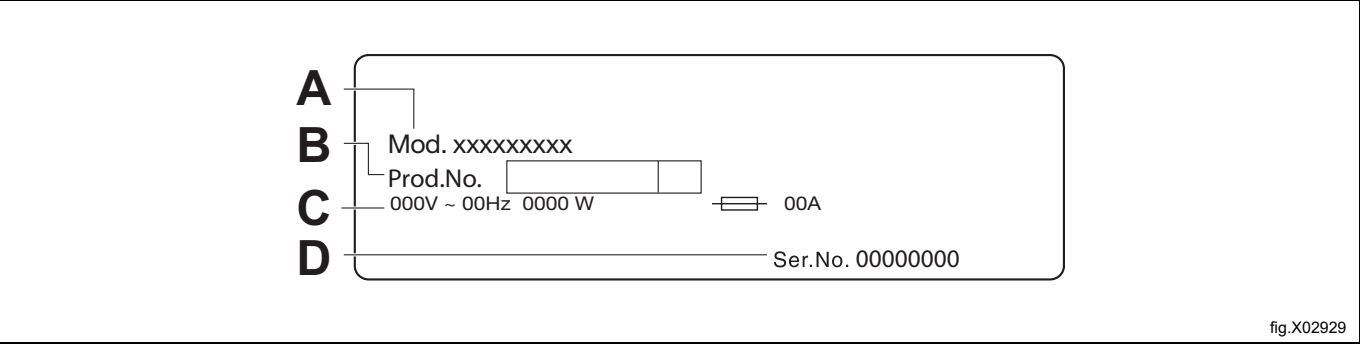 A
Mod. xxxxxxxxx
B
Prod.No.
C
000V ~ 00Hz 0000 W 00A
D
Ser.No. 00000000
fig.X02929